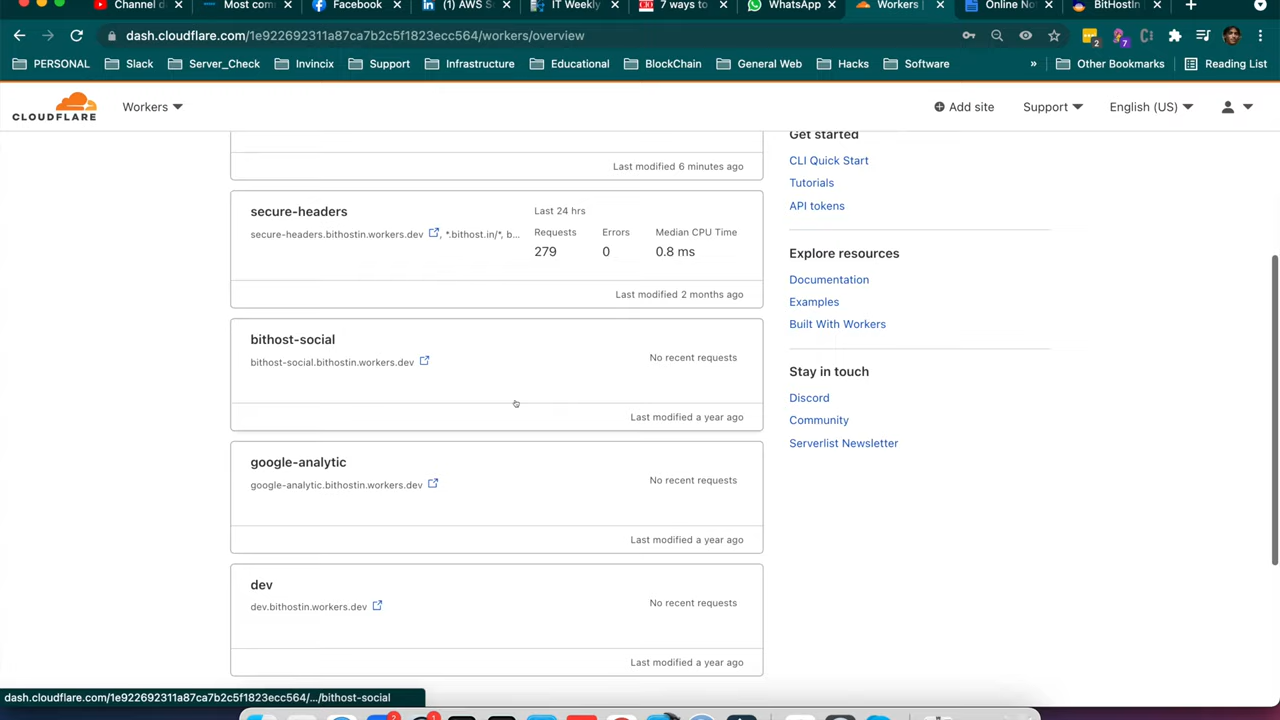 Channel d
Most com
Facebook
(1) AWS S
IT Weekly
7 ways to
WhatsApp
Workers |
Online No
BitHostIn
dash.cloudflare.com/1e922692311a87ca7b2c5f1823ecc564/workers/overview
2
7
PERSONAL
Slack
Server_Check
Invincix
Support
Infrastructure
Educational
BlockChain
General Web
Hacks
Software
»
Other Bookmarks
Reading List
CLOUDFLARE
Workers
Add site
Support
English (US)
Last modified 6 minutes ago
secure-headers
secure-headers.bithostin.workers.dev , *.bithost.in/*, b...
Last 24 hrs
Requests Errors Median CPU Time
279 0 0.8 ms
Last modified 2 months ago
bithost-social
bithost-social.bithostin.workers.dev
No recent requests
Last modified a year ago
google-analytic
google-analytic.bithostin.workers.dev
No recent requests
Last modified a year ago
dev
dev.bithostin.workers.dev
No recent requests
Last modified a year ago
Get started
CLI Quick Start
Tutorials
API tokens
Explore resources
Documentation
Examples
Built With Workers
Stay in touch
Discord
Community
Serverlist Newsletter
dash.cloudflare.com/1e922692311a87ca7b2c5f1823ecc564/.../bithost-social